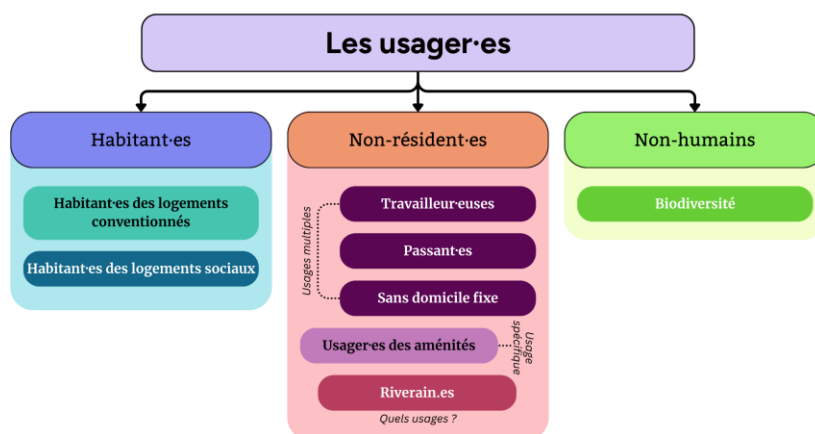 Les usager·es
Habitant·es
Non-résident·es
Non-humains
Habitant·es des logements
conventionnés
Habitant·es des logements sociaux
Usages multiples
Travailleur·euses
Passant·es
Sans domicile fixe
Usager·es des aménités
Usage
spécifique
Riverain.es
Quels usages ?
Biodiversité